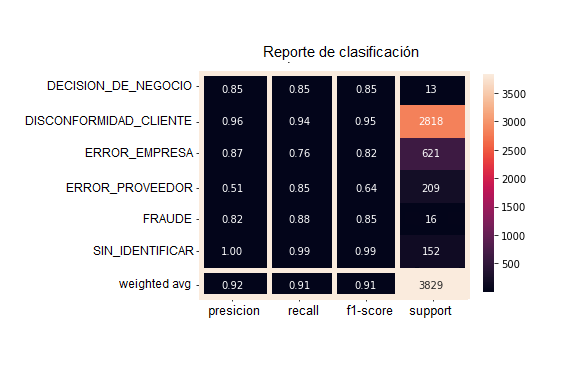 Reporte de clasificación
DECISION_DE_NEGOCIO 0.85 0.85 0.85 13
DISCONFORMIDAD_CLIENTE 0.96 0.94 0.95 2818
ERROR_EMPRESA 0.87 0.76 0.82 621
ERROR_PROVEEDOR 0.51 0.85 0.64 209
FRAUDE 0.82 0.88 0.85 16
SIN_IDENTIFICAR 1.00 0.99 0.99 152
weighted avg 0.92 0.91 0.91 3829
presicion recall f1-score support
3500
3000
2500
2000
1500
1000
500